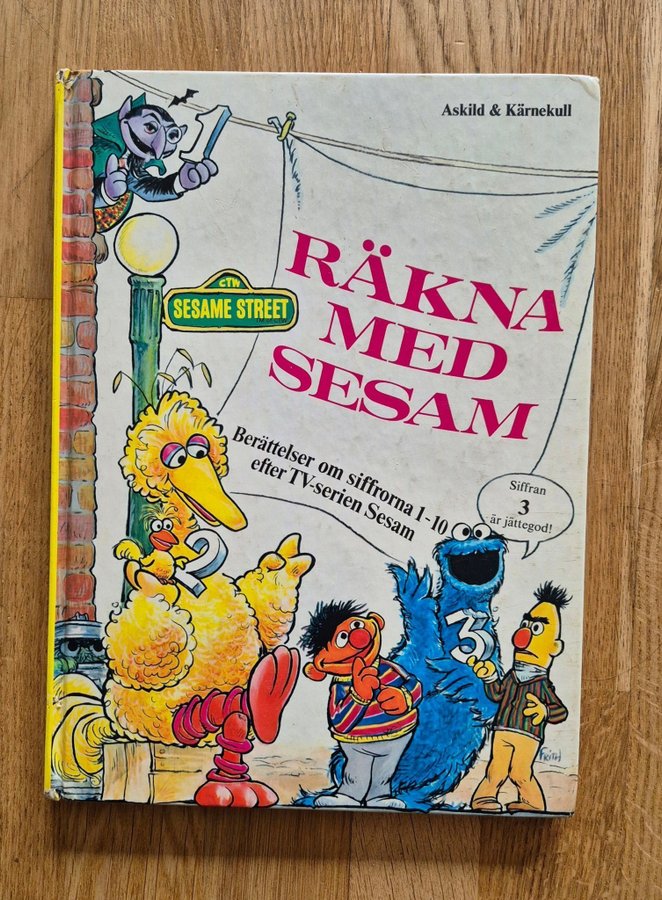 Askild & Kärnekull
1
CTW
SESAME STREET
RÄKNA
MED
SESAM
Berättelser om siffrorna 1-10
efter TV-serien Sesam
Siffran
3
är jättegod!
2
3
FRITH